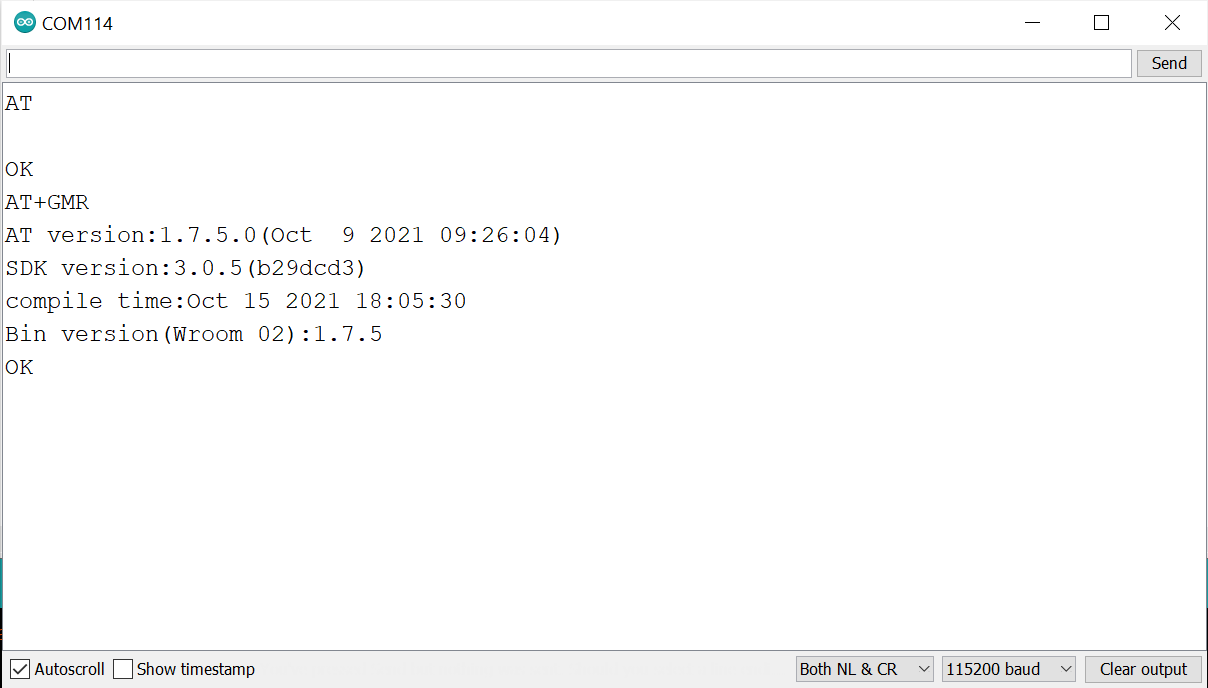 COM114
Send
AT
OK
AT+GMR
AT version:1.7.5.0(Oct  9 2021 09:26:04)
SDK version:3.0.5(b29dcd3)
compile time:Oct 15 2021 18:05:30
Bin version(Wroom 02):1.7.5
OK
Autoscroll Show timestamp Both NL & CR 115200 baud Clear output